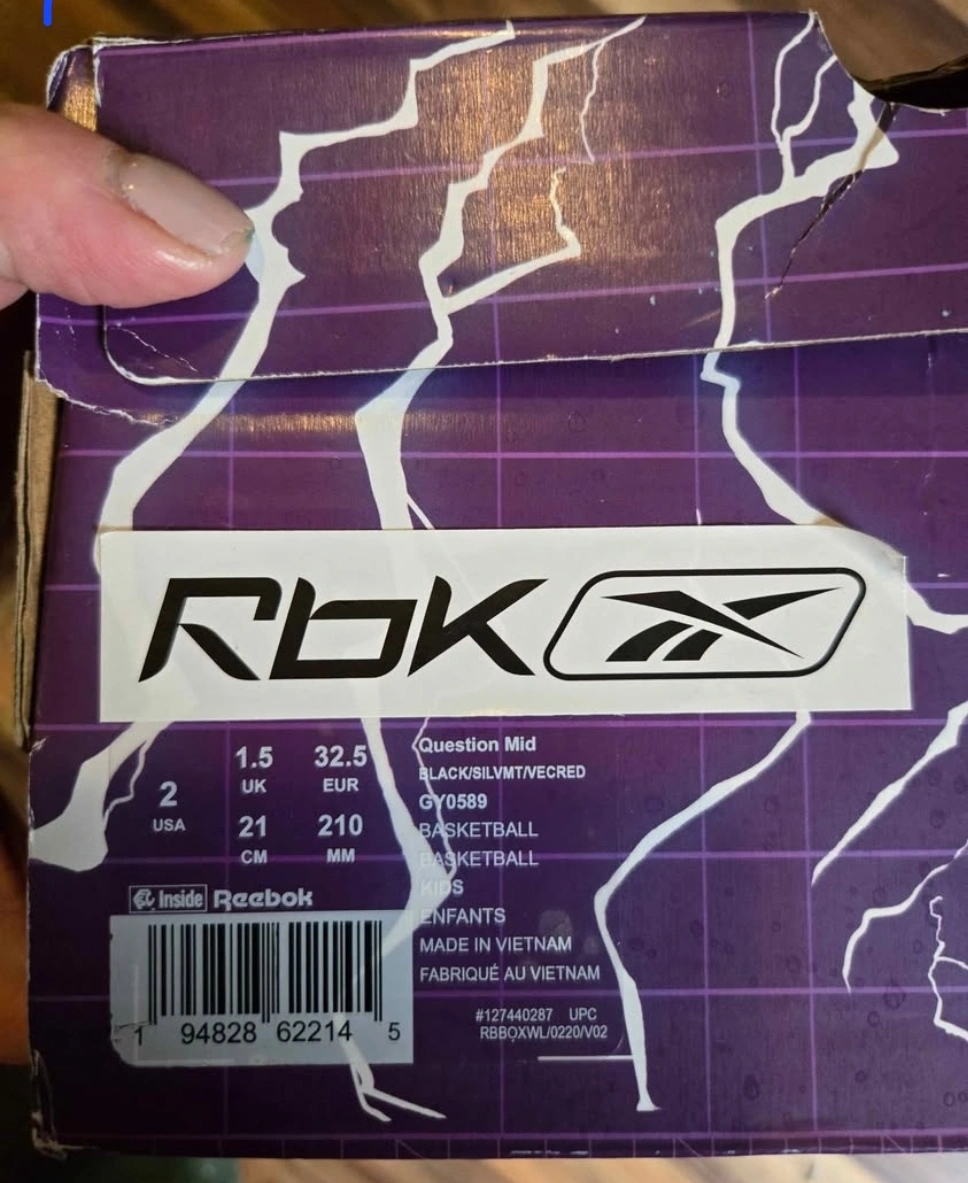 Rbk
2
USA
1.5
UK
32.5
EUR
21
CM
210
MM
Question Mid
BLACK/SILVMT/VECRED
GY0589
BASKETBALL
BASKETBALL
KIDS
ENFANTS
MADE IN VIETNAM
FABRIQUÉ AU VIETNAM
#127440287 UPC
RBBOXWL/0220/V02
Inside Reebok
1 94828 62214 5